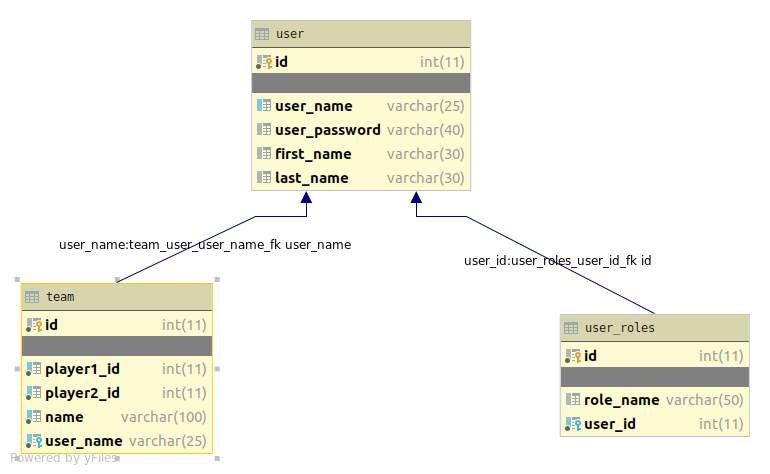 user
id int(11)
user_name varchar(25)
user_password varchar(40)
first_name varchar(30)
last_name varchar(30)
user_name:team_user_user_name_fk user_name
user_id:user_roles_user_id_fk id
team
id int(11)
player1_id int(11)
player2_id int(11)
name varchar(100)
user_name varchar(25)
user_roles
id int(11)
role_name varchar(50)
user_id int(11)
Powered by yFiles